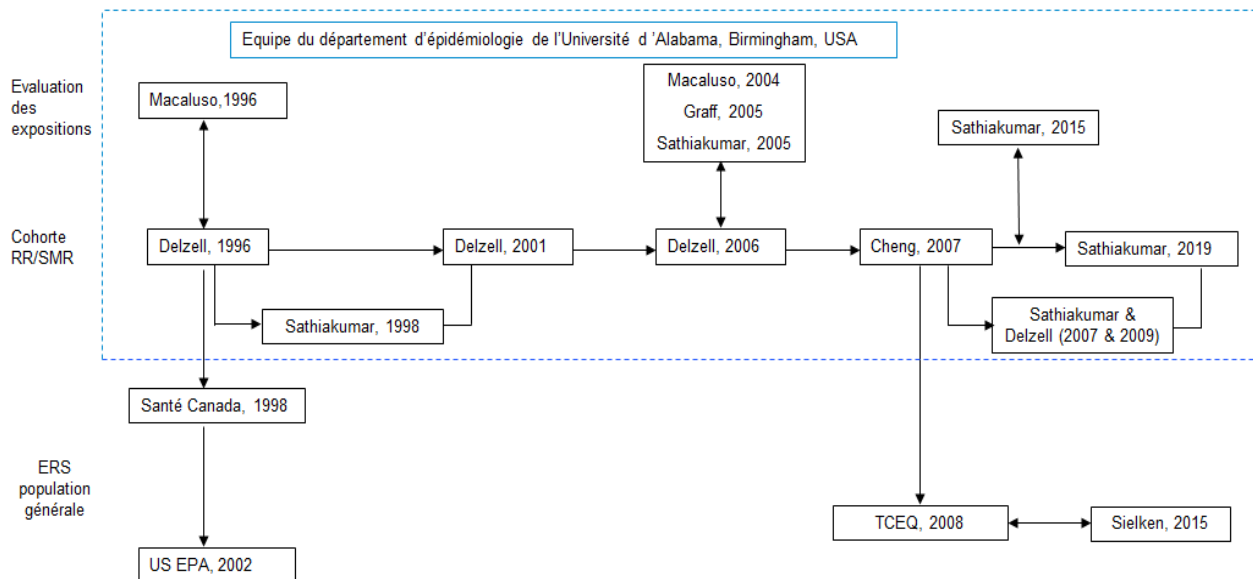 Equipe du département d'épidémiologie de l'Université d 'Alabama, Birmingham, USA
Evaluation
des
expositions
Macaluso,1996
Macaluso, 2004
Graff, 2005
Sathiakumar, 2005
Sathiakumar, 2015
Cohorte
RR/SMR
Delzell, 1996
Delzell, 2001
Delzell, 2006
Cheng, 2007
Sathiakumar, 2019
Sathiakumar, 1998
Sathiakumar &
Delzell (2007 & 2009)
Santé Canada, 1998
ERS
population
générale
TCEQ, 2008
Sielken, 2015
US EPA, 2002